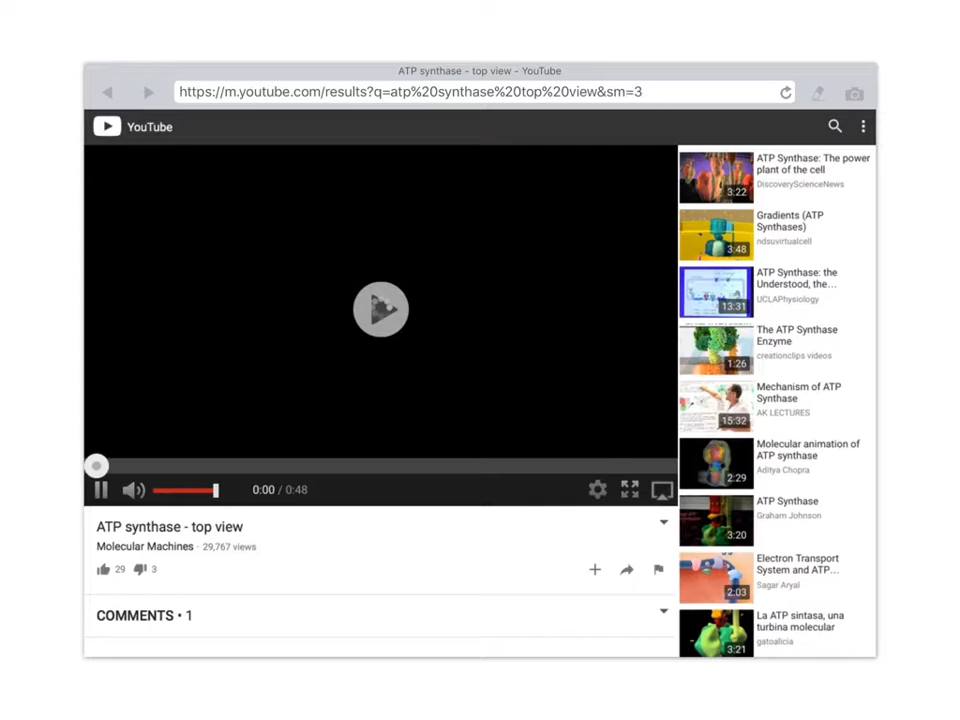 ATP synthase - top view - YouTube
https://m.youtube.com/results?q=atp%20synthase%20top%20view&sm=3
YouTube
0:00 / 0:48
ATP synthase - top view
Molecular Machines · 29,767 views
29 3
COMMENTS • 1
ATP Synthase: The power
plant of the cell
DiscoveryScienceNews
3:22
Gradients (ATP
Synthases)
ndsuvirtualcell
3:48
ATP Synthase: the
Understood, the...
UCLAPhysiology
13:31
The ATP Synthase
Enzyme
creationclips videos
1:26
Mechanism of ATP
Synthase
AK LECTURES
15:32
Molecular animation of
ATP synthase
Aditya Chopra
2:29
ATP Synthase
Graham Johnson
3:20
Electron Transport
System and ATP...
Sagar Aryal
2:03
La ATP sintasa, una
turbina molecular
gatoalicia
3:21